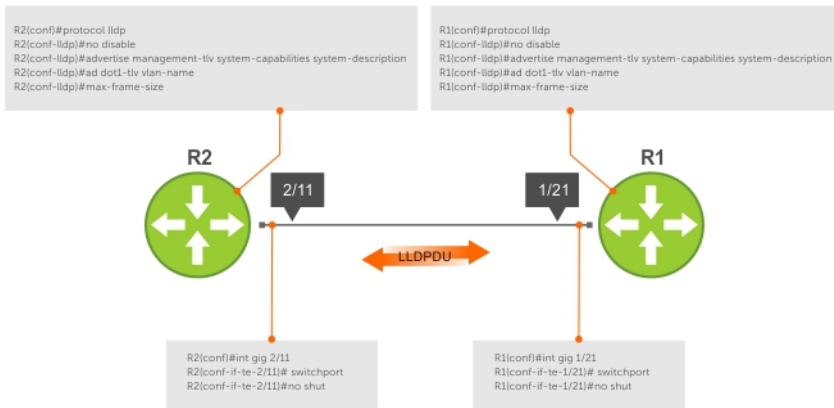 R2(conf)#protocol lldp
R2(conf-lldp)#no disable
R2(conf-lldp)#advertise management-tlv system-capabilities system-description
R2(conf-lldp)#ad dot1-tlv vlan-name
R2(conf-lldp)#max-frame-size
R1(conf)#protocol lldp
R1(conf-lldp)#no disable
R1(conf-lldp)#advertise management-tlv system-capabilities system-description
R1(conf-lldp)#ad dot1-tlv vlan-name
R1(conf-lldp)#max-frame-size
R2
R1
2/11
1/21
LLDPDU
R2(conf)#int gig 2/11
R2(conf-if-te-2/11)# switchport
R2(conf-if-te-2/11)#no shut
R1(conf)#int gig 1/21
R1(conf-if-te-1/21)# switchport
R1(conf-if-te-1/21)#no shut